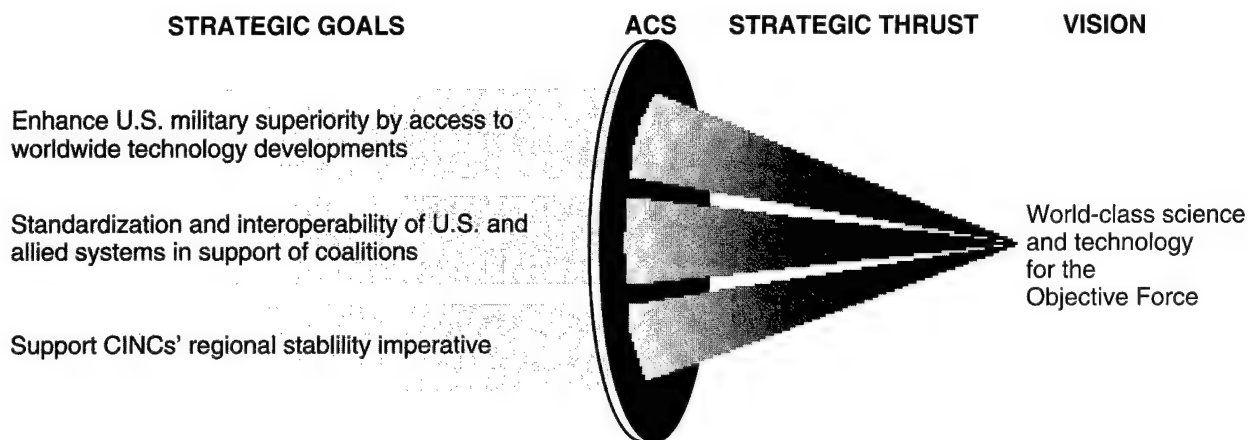 STRATEGIC GOALS ACS STRATEGIC THRUST VISION
Enhance U.S. military superiority by access to
worldwide technology developments
Standardization and interoperability of U.S. and
allied systems in support of coalitions
Support CINCs' regional stablility imperative
World-class science
and technology
for the
Objective Force